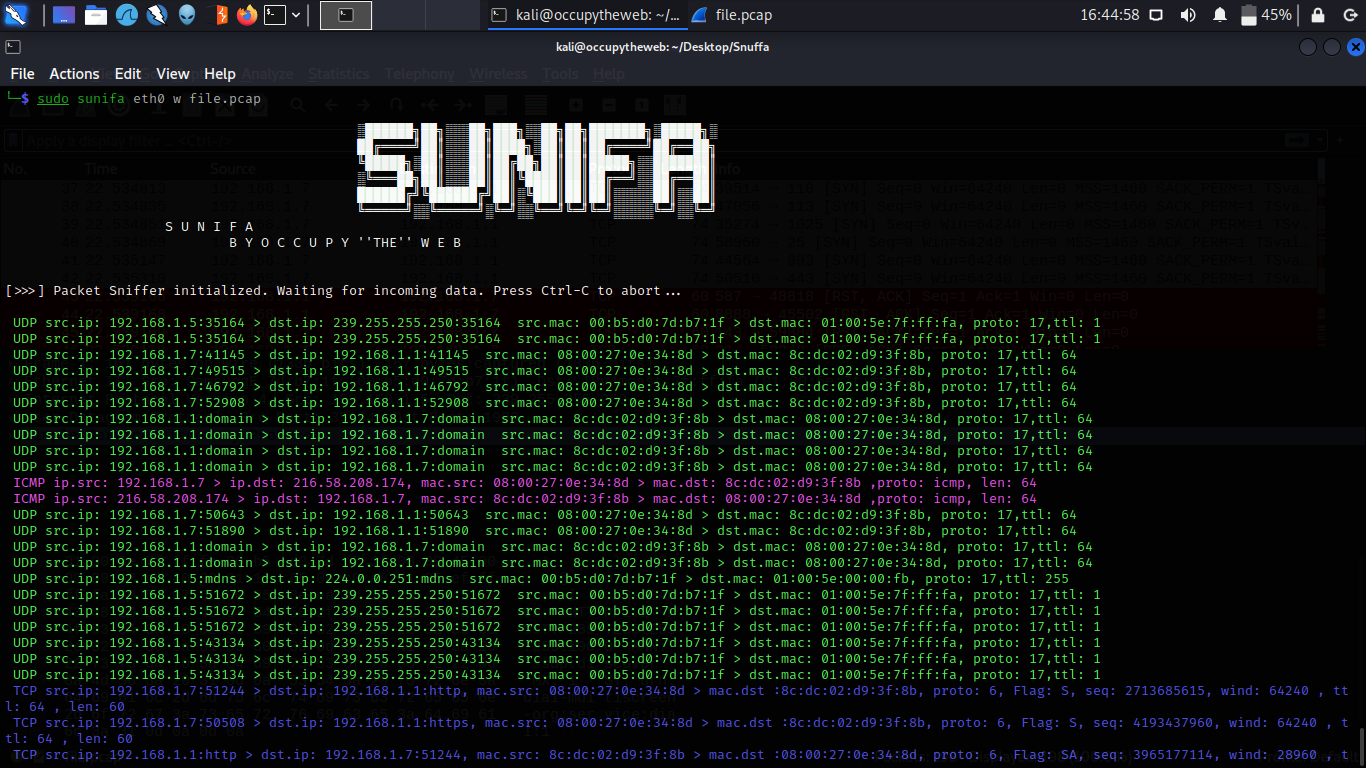 kali@occupytheweb: ~/...
file.pcap
16:44:58
45%
kali@occupytheweb: ~/Desktop/Snuffa
File Actions Edit View Help
Analyze Statistics Telephony Wireless Tools Help
└─$ sudo sunifa eth0 w file.pcap
Apply a display filter … <Ctrl-/>
SUNIFA
No. Time Source
S U N I F A
B Y O C C U P Y ''THE'' W E B
[>>>] Packet Sniffer initialized. Waiting for incoming data. Press Ctrl-C to abort...
UDP src.ip: 192.168.1.5:35164 > dst.ip: 239.255.255.250:35164 src.mac: 00:b5:d0:7d:b7:1f > dst.mac: 01:00:5e:7f:ff:fa, proto: 17,ttl: 1
UDP src.ip: 192.168.1.5:35164 > dst.ip: 239.255.255.250:35164 src.mac: 00:b5:d0:7d:b7:1f > dst.mac: 01:00:5e:7f:ff:fa, proto: 17,ttl: 1
UDP src.ip: 192.168.1.7:41145 > dst.ip: 192.168.1.1:41145 src.mac: 08:00:27:0e:34:8d > dst.mac: 8c:dc:02:d9:3f:8b, proto: 17,ttl: 64
UDP src.ip: 192.168.1.7:49515 > dst.ip: 192.168.1.1:49515 src.mac: 08:00:27:0e:34:8d > dst.mac: 8c:dc:02:d9:3f:8b, proto: 17,ttl: 64
UDP src.ip: 192.168.1.7:46792 > dst.ip: 192.168.1.1:46792 src.mac: 08:00:27:0e:34:8d > dst.mac: 8c:dc:02:d9:3f:8b, proto: 17,ttl: 64
UDP src.ip: 192.168.1.7:52908 > dst.ip: 192.168.1.1:52908 src.mac: 08:00:27:0e:34:8d > dst.mac: 8c:dc:02:d9:3f:8b, proto: 17,ttl: 64
UDP src.ip: 192.168.1.1:domain > dst.ip: 192.168.1.7:domain src.mac: 8c:dc:02:d9:3f:8b > dst.mac: 08:00:27:0e:34:8d, proto: 17,ttl: 64
UDP src.ip: 192.168.1.1:domain > dst.ip: 192.168.1.7:domain src.mac: 8c:dc:02:d9:3f:8b > dst.mac: 08:00:27:0e:34:8d, proto: 17,ttl: 64
UDP src.ip: 192.168.1.1:domain > dst.ip: 192.168.1.7:domain src.mac: 8c:dc:02:d9:3f:8b > dst.mac: 08:00:27:0e:34:8d, proto: 17,ttl: 64
UDP src.ip: 192.168.1.1:domain > dst.ip: 192.168.1.7:domain src.mac: 8c:dc:02:d9:3f:8b > dst.mac: 08:00:27:0e:34:8d, proto: 17,ttl: 64
ICMP ip.src: 192.168.1.7 > ip.dst: 216.58.208.174, mac.src: 08:00:27:0e:34:8d > mac.dst: 8c:dc:02:d9:3f:8b ,proto: icmp, len: 64
ICMP ip.src: 216.58.208.174 > ip.dst: 192.168.1.7, mac.src: 8c:dc:02:d9:3f:8b > mac.dst: 08:00:27:0e:34:8d ,proto: icmp, len: 64
UDP src.ip: 192.168.1.7:50643 > dst.ip: 192.168.1.1:50643 src.mac: 08:00:27:0e:34:8d > dst.mac: 8c:dc:02:d9:3f:8b, proto: 17,ttl: 64
UDP src.ip: 192.168.1.7:51890 > dst.ip: 192.168.1.1:51890 src.mac: 08:00:27:0e:34:8d > dst.mac: 8c:dc:02:d9:3f:8b, proto: 17,ttl: 64
UDP src.ip: 192.168.1.1:domain > dst.ip: 192.168.1.7:domain src.mac: 8c:dc:02:d9:3f:8b > dst.mac: 08:00:27:0e:34:8d, proto: 17,ttl: 64
UDP src.ip: 192.168.1.1:domain > dst.ip: 192.168.1.7:domain src.mac: 8c:dc:02:d9:3f:8b > dst.mac: 08:00:27:0e:34:8d, proto: 17,ttl: 64
UDP src.ip: 192.168.1.5:mdns > dst.ip: 224.0.0.251:mdns src.mac: 00:b5:d0:7d:b7:1f > dst.mac: 01:00:5e:00:00:fb, proto: 17,ttl: 255
UDP src.ip: 192.168.1.5:51672 > dst.ip: 239.255.255.250:51672 src.mac: 00:b5:d0:7d:b7:1f > dst.mac: 01:00:5e:7f:ff:fa, proto: 17,ttl: 1
UDP src.ip: 192.168.1.5:51672 > dst.ip: 239.255.255.250:51672 src.mac: 00:b5:d0:7d:b7:1f > dst.mac: 01:00:5e:7f:ff:fa, proto: 17,ttl: 1
UDP src.ip: 192.168.1.5:51672 > dst.ip: 239.255.255.250:51672 src.mac: 00:b5:d0:7d:b7:1f > dst.mac: 01:00:5e:7f:ff:fa, proto: 17,ttl: 1
UDP src.ip: 192.168.1.5:43134 > dst.ip: 239.255.255.250:43134 src.mac: 00:b5:d0:7d:b7:1f > dst.mac: 01:00:5e:7f:ff:fa, proto: 17,ttl: 1
UDP src.ip: 192.168.1.5:43134 > dst.ip: 239.255.255.250:43134 src.mac: 00:b5:d0:7d:b7:1f > dst.mac: 01:00:5e:7f:ff:fa, proto: 17,ttl: 1
UDP src.ip: 192.168.1.5:43134 > dst.ip: 239.255.255.250:43134 src.mac: 00:b5:d0:7d:b7:1f > dst.mac: 01:00:5e:7f:ff:fa, proto: 17,ttl: 1
TCP src.ip: 192.168.1.7:51244 > dst.ip: 192.168.1.1:http, mac.src: 08:00:27:0e:34:8d > mac.dst :8c:dc:02:d9:3f:8b, proto: 6, Flag: S, seq: 2713685615, wind: 64240 , tt
l: 64 , len: 60
TCP src.ip: 192.168.1.7:50508 > dst.ip: 192.168.1.1:https, mac.src: 08:00:27:0e:34:8d > mac.dst :8c:dc:02:d9:3f:8b, proto: 6, Flag: S, seq: 4193437960, wind: 64240 , t
tl: 64 , len: 60
TCP src.ip: 192.168.1.1:http > dst.ip: 192.168.1.7:51244, mac.src: 8c:dc:02:d9:3f:8b > mac.dst :08:00:27:0e:34:8d, proto: 6, Flag: SA, seq: 3965177114, wind: 28960 , t